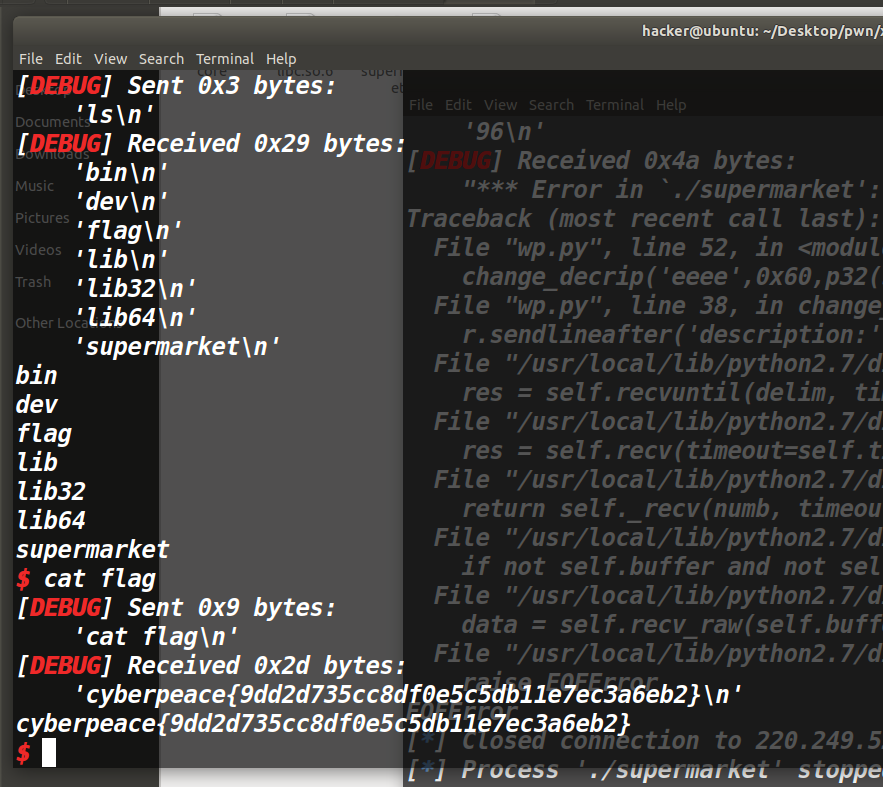 hacker@ubuntu: ~/Desktop/pwn/
File Edit View Search Terminal Help
core libc.so.6
[DEBUG] Sent 0x3 bytes:
'ls\n'
[DEBUG] Received 0x29 bytes:
'bin\n'
'dev\n'
'flag\n'
'lib\n'
'lib32\n'
'lib64\n'
'supermarket\n'
bin
dev
flag
lib
lib32
lib64
supermarket
$ cat flag
[DEBUG] Sent 0x9 bytes:
'cat flag\n'
[DEBUG] Received 0x2d bytes:
'cyberpeace{9dd2d735cc8df0e5c5db11e7ec3a6eb2}\n'
cyberpeace{9dd2d735cc8df0e5c5db11e7ec3a6eb2}
$
Desktop
Documents
Downloads
Music
Pictures
Videos
Trash
Other Locations
File Edit View Search Terminal Help
'96\n'
[DEBUG] Received 0x4a bytes:
"*** Error in `./supermarket':
Traceback (most recent call last):
File "wp.py", line 52, in <modul
change_decrip('eeee',0x60,p32(
File "wp.py", line 38, in change_
r.sendlineafter('description:'
File "/usr/local/lib/python2.7/d
res = self.recvuntil(delim, ti
File "/usr/local/lib/python2.7/d
res = self.recv(timeout=self.t
File "/usr/local/lib/python2.7/d
return self._recv(numb, timeou
File "/usr/local/lib/python2.7/d
if not self.buffer and not sel
File "/usr/local/lib/python2.7/d
data = self.recv_raw(self.buff
File "/usr/local/lib/python2.7/d
raise EOFError
EOFError
[*] Closed connection to 220.249.5
[*] Process './supermarket' stoppe